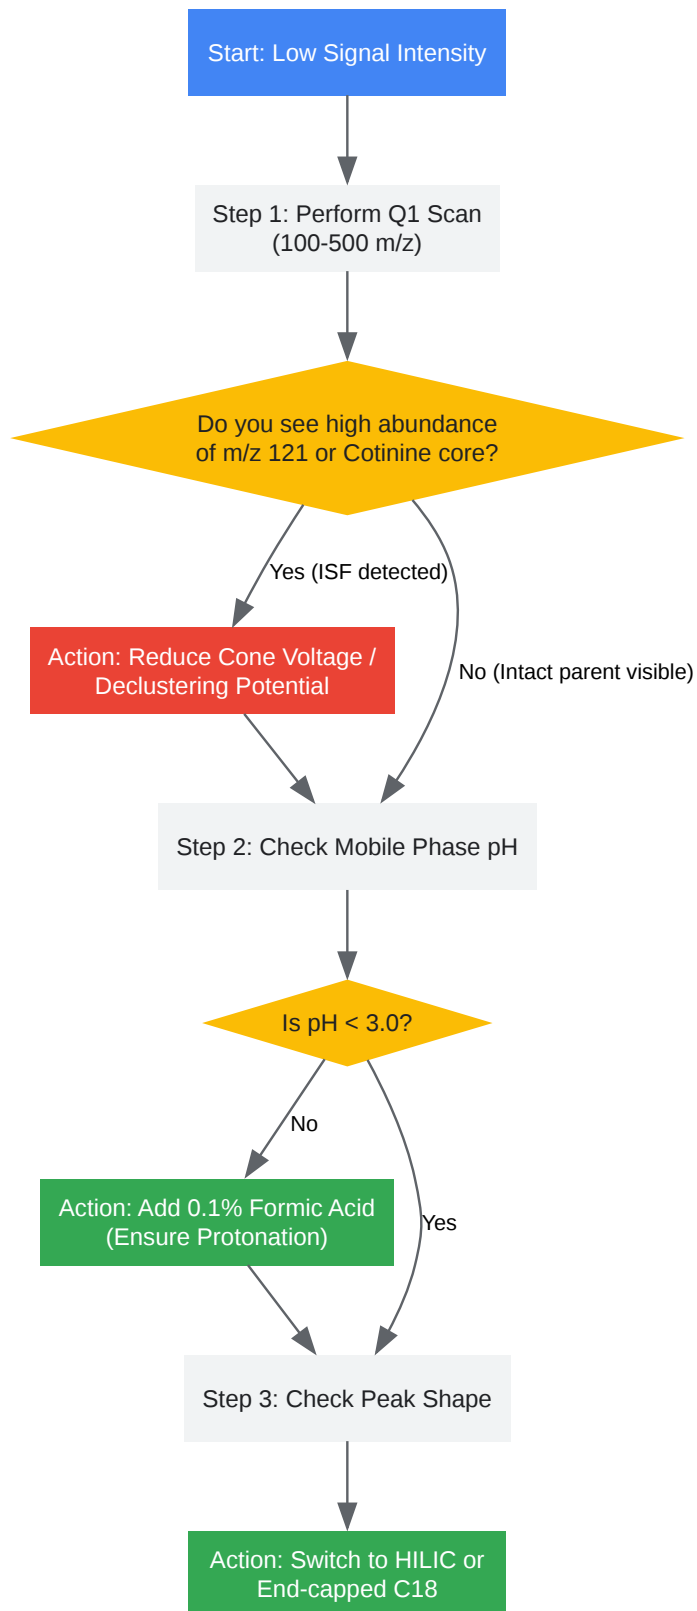 Start: Low Signal Intensity
Step 1: Perform Q1 Scan
(100-500 m/z)
Do you see high abundance
of m/z 121 or Cotinine core?
Yes (ISF detected)
Action: Reduce Cone Voltage /
Declustering Potential
No (Intact parent visible)
Step 2: Check Mobile Phase pH
Is pH < 3.0?
No
Action: Add 0.1% Formic Acid
(Ensure Protonation)
Yes
Step 3: Check Peak Shape
Action: Switch to HILIC or
End-capped C18